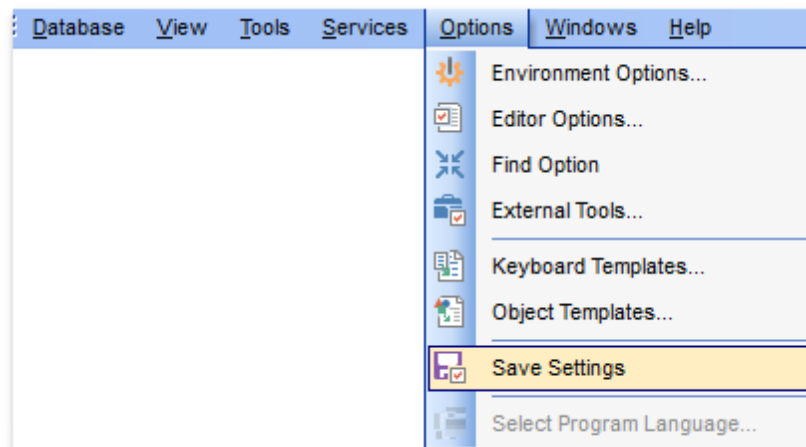 Database View Tools Services Options Windows Help
Environment Options...
Editor Options...
Find Option
External Tools...
Keyboard Templates...
Object Templates...
Save Settings
Select Program Language...